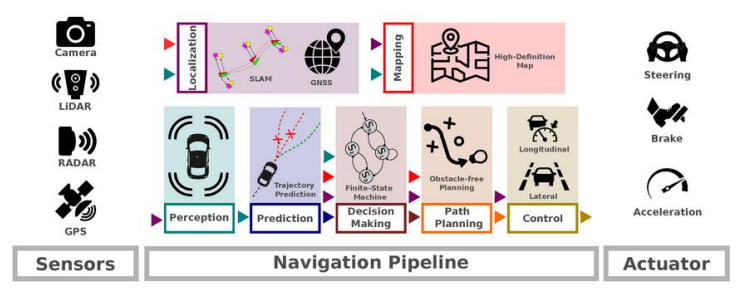 Camera
LiDAR
RADAR
GPS
Localization
SLAM
GNSS
Mapping
High-Definition
Map
Perception
Trajectory
Prediction
Prediction
Finite-State
Machine
Decision
Making
Obstacle-free
Planning
Path
Planning
Longitudinal
Lateral
Control
Steering
Brake
Acceleration
Sensors
Navigation Pipeline
Actuator